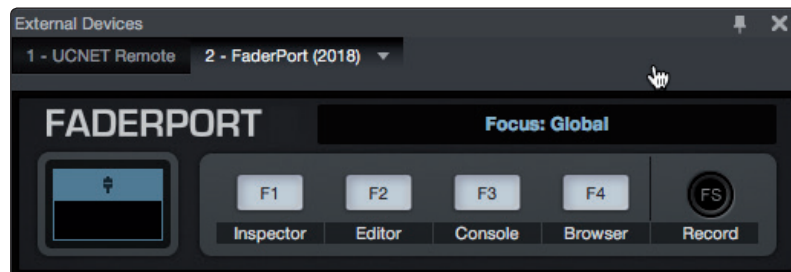 External Devices
1 - UCNET Remote 2 - FaderPort (2018)
FADERPORT Focus: Global
F1 F2 F3 F4 FS
Inspector Editor Console Browser Record